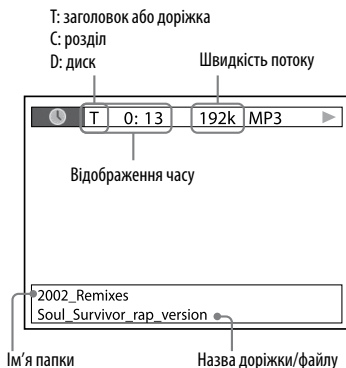 T: заголовок або доріжка
C: розділ
D: диск
Швидкість потоку
T 0: 13 192k MP3
Відображення часу
2002_Remixes
Soul_Survivor_rap_version
Ім’я папки
Назва доріжки/файлу